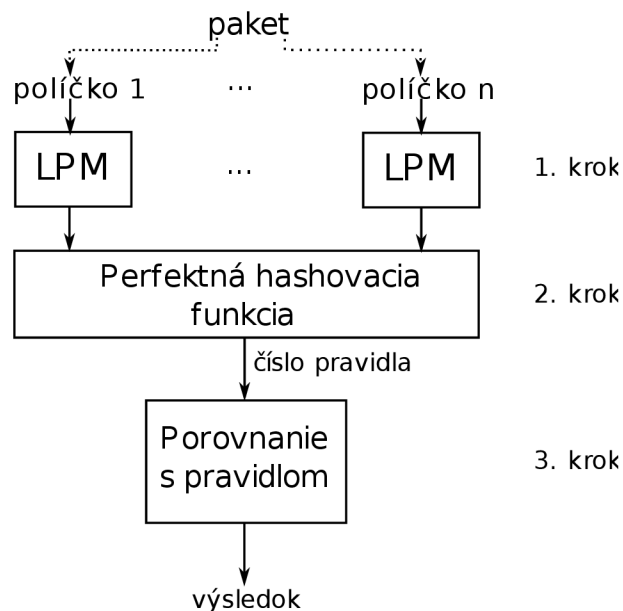 paket
políčko 1 ... políčko n
LPM ... LPM 1. krok
Perfektná hashovacia
funkcia
2. krok
číslo pravidla
Porovnanie
s pravidlom
3. krok
výsledok